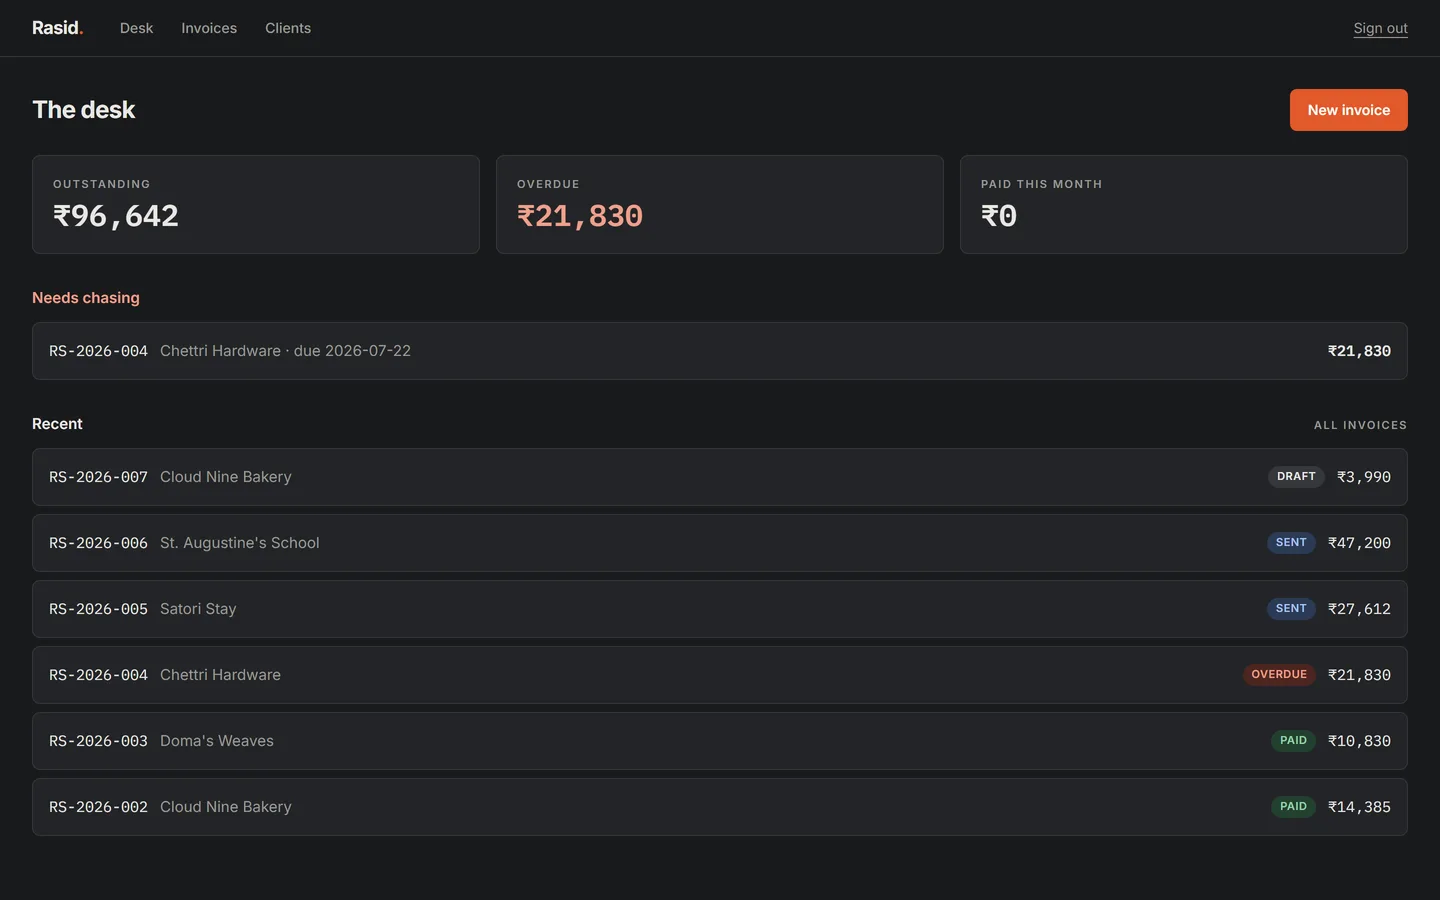 Rasid. Desk Invoices Clients Sign out
The desk New invoice
OUTSTANDING OVERDUE PAID THIS MONTH
₹96,642 ₹21,830 ₹0
Needs chasing
RS-2026-004 Chettri Hardware · due 2026-07-22 ₹21,830
Recent ALL INVOICES
RS-2026-007 Cloud Nine Bakery DRAFT ₹3,990
RS-2026-006 St. Augustine's School SENT ₹47,200
RS-2026-005 Satori Stay SENT ₹27,612
RS-2026-004 Chettri Hardware OVERDUE ₹21,830
RS-2026-003 Doma's Weaves PAID ₹10,830
RS-2026-002 Cloud Nine Bakery PAID ₹14,385